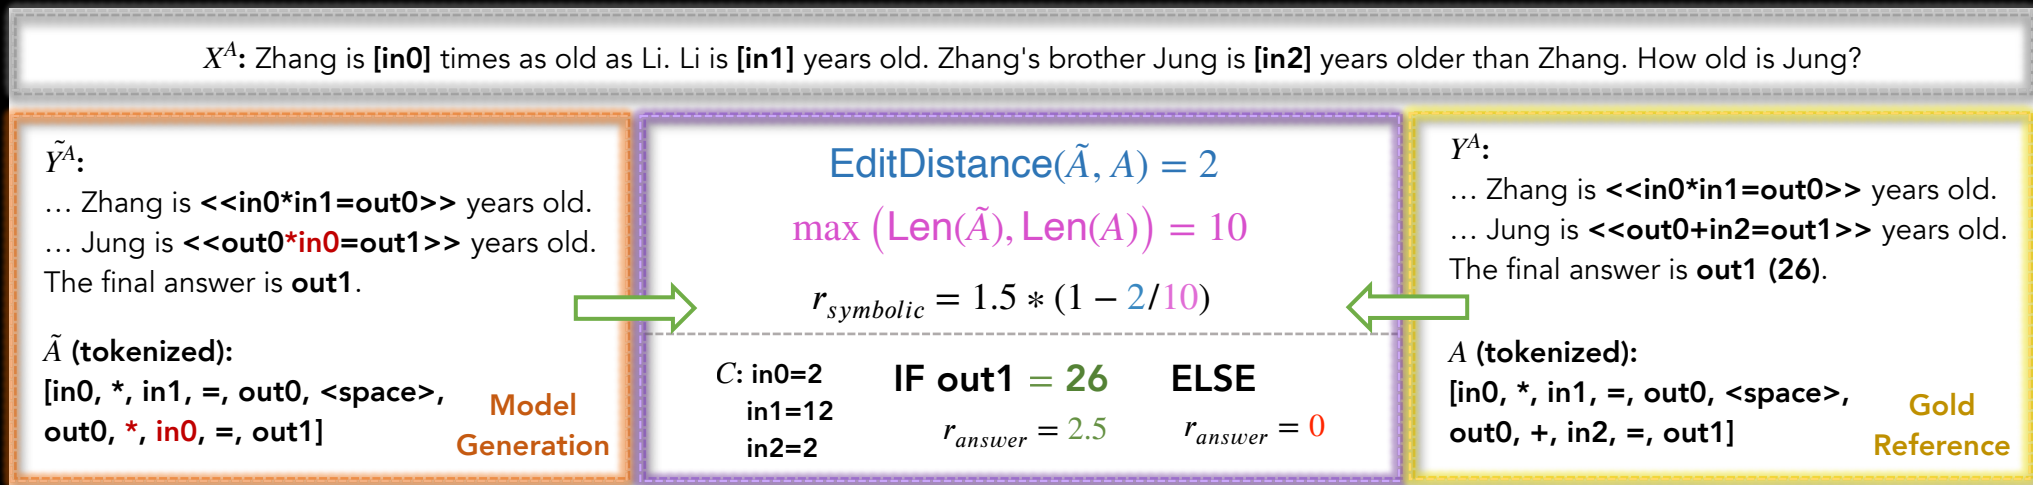 X^A: Zhang is [in0] times as old as Li. Li is [in1] years old. Zhang's brother Jung is [in2] years older than Zhang. How old is Jung?
Ỹ^A:
... Zhang is <<in0*in1=out0>> years old.
... Jung is <<out0*in0=out1>> years old.
The final answer is out1.
Ã (tokenized):
[in0, *, in1, =, out0, <space>,
out0, *, in0, =, out1]
Model
Generation
EditDistance(Ã, A) = 2
max (Len(Ã), Len(A)) = 10
r_symbolic = 1.5 * (1 − 2/10)
C: in0=2
in1=12
in2=2
IF out1 = 26
r_answer = 2.5
ELSE
r_answer = 0
Y^A:
... Zhang is <<in0*in1=out0>> years old.
... Jung is <<out0+in2=out1>> years old.
The final answer is out1 (26).
A (tokenized):
[in0, *, in1, =, out0, <space>,
out0, +, in2, =, out1]
Gold
Reference